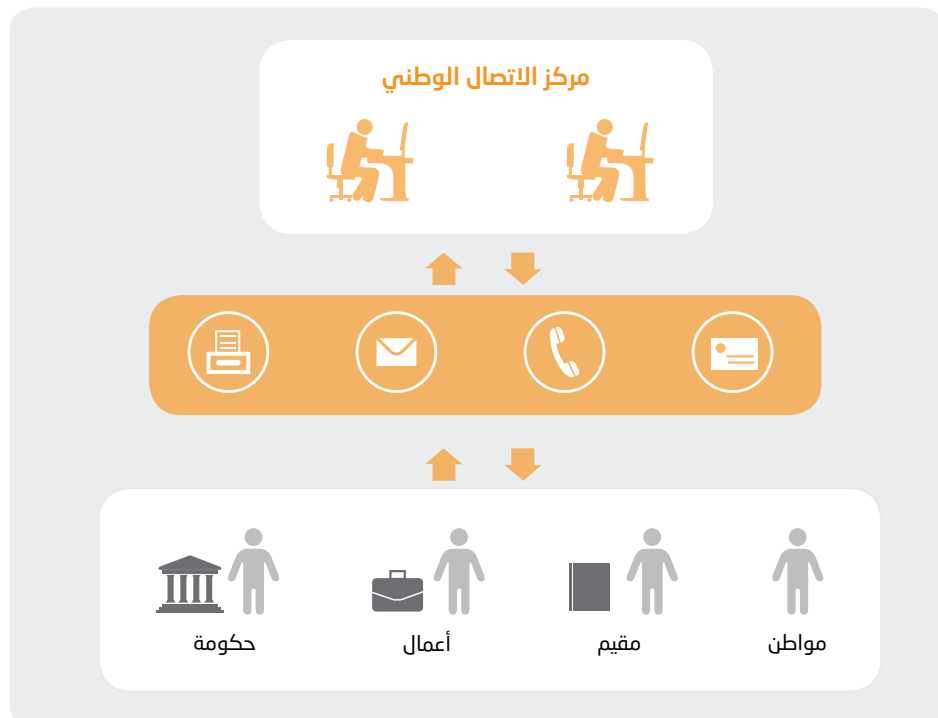 مركز الاتصال الوطني
مواطن
مقيم
أعمال
حكومة